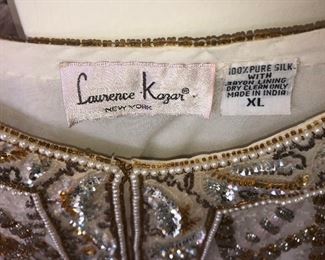 Laurence Kazar®
NEW YORK
100% PURE SILK
WITH
RAYON LINING
DRY CLEAN ONLY
MADE IN INDIA
XL